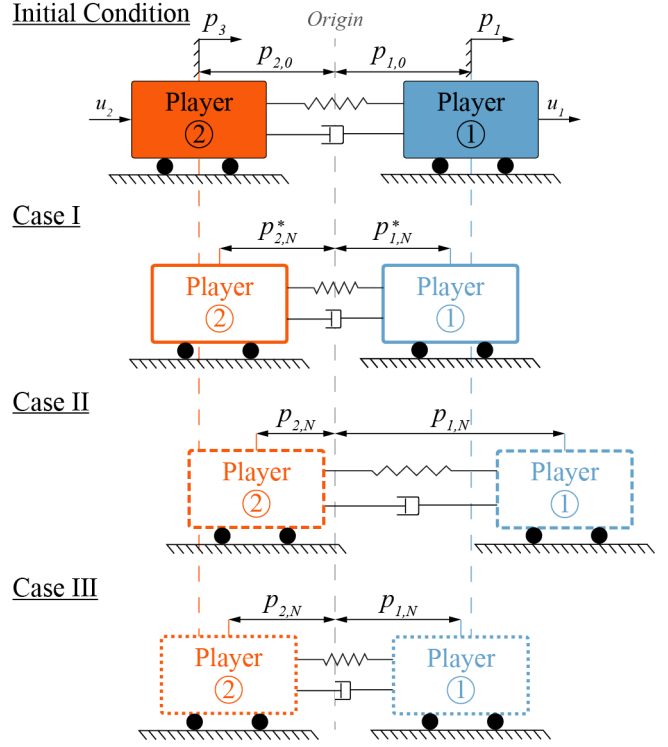 Initial Condition
Origin
p3
p1
p2,0
p1,0
u2
Player
②
Player
①
u1
Case I
p*2,N
p*1,N
Player
②
Player
①
Case II
p2,N
p1,N
Player
②
Player
①
Case III
p2,N
p1,N
Player
②
Player
①